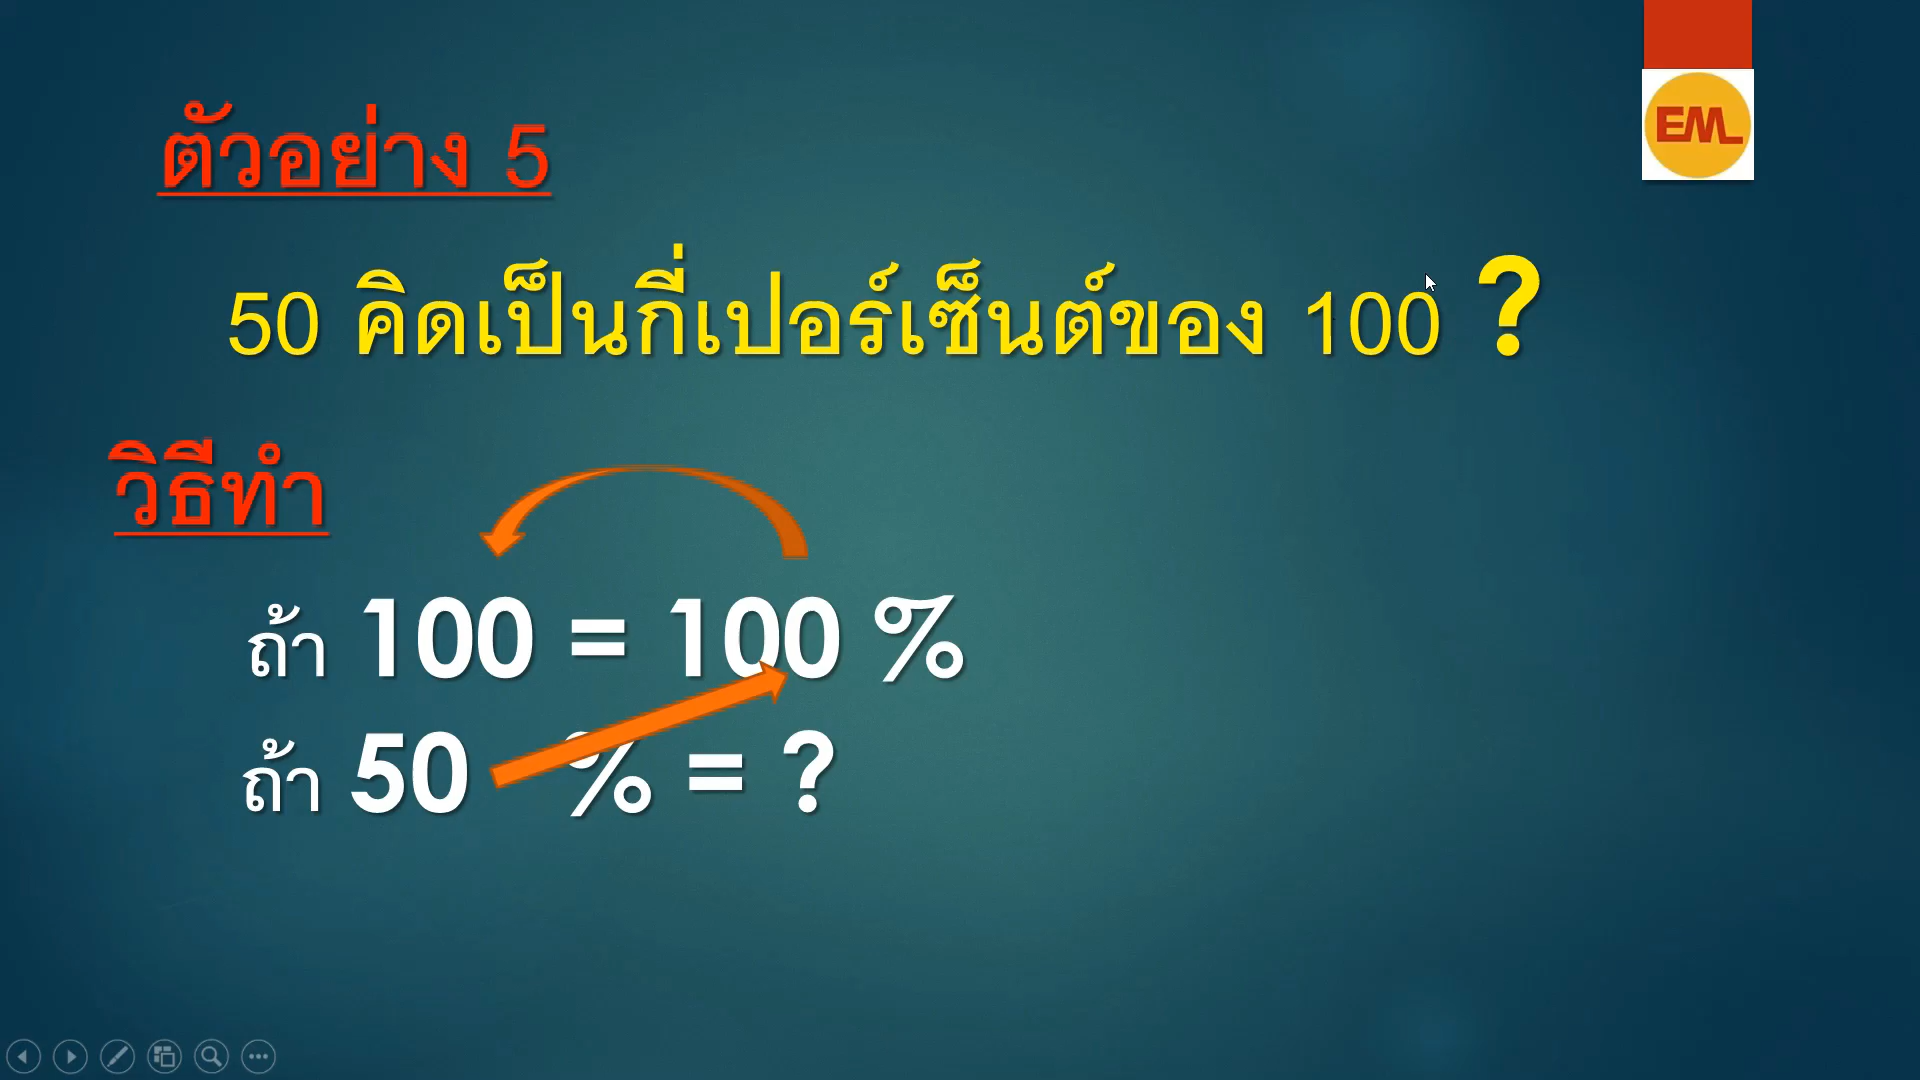 EML
ตัวอย่าง 5
50 คิดเป็นกี่เปอร์เซ็นต์ของ 100 ?
วิธีทำ
ถ้า 100 = 100 %
ถ้า 50 % = ?